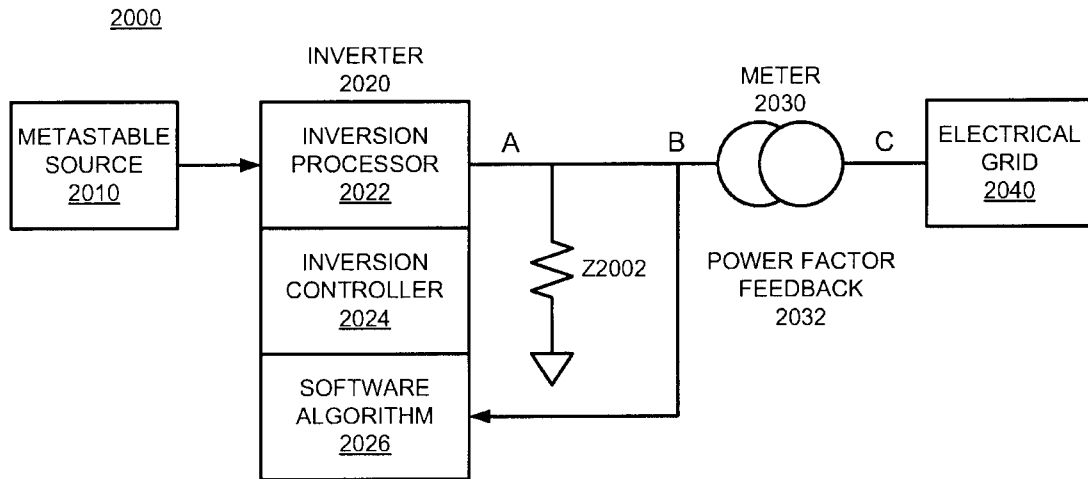 2000
METASTABLE
SOURCE
2010
INVERTER
2020
INVERSION
PROCESSOR
2022
INVERSION
CONTROLLER
2024
SOFTWARE
ALGORITHM
2026
A
Z2002
B
METER
2030
POWER FACTOR
FEEDBACK
2032
C
ELECTRICAL
GRID
2040